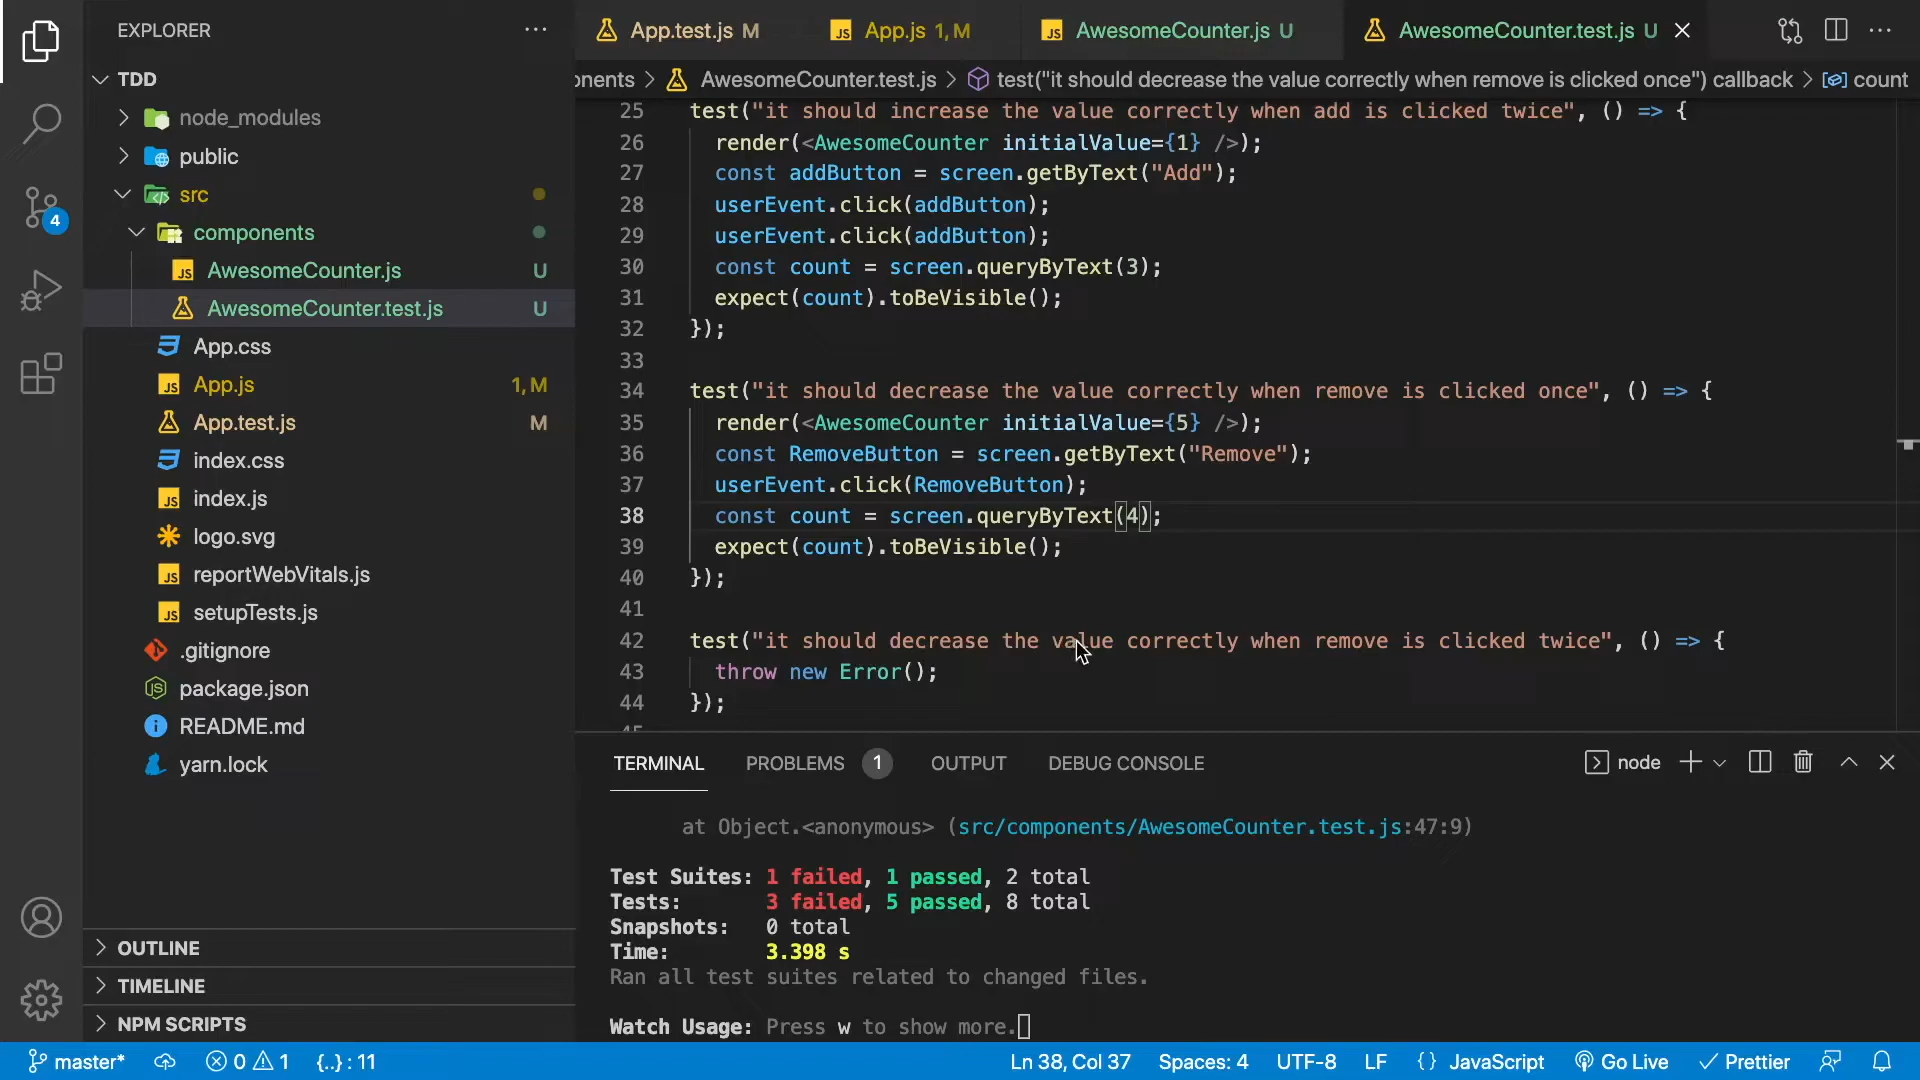 EXPLORER
TDD
node_modules
public
src
components
AwesomeCounter.js U
AwesomeCounter.test.js U
App.css
App.js 1, M
App.test.js M
index.css
index.js
logo.svg
reportWebVitals.js
setupTests.js
.gitignore
package.json
README.md
yarn.lock
OUTLINE
TIMELINE
NPM SCRIPTS
4
App.test.js M
App.js 1, M
AwesomeCounter.js U
AwesomeCounter.test.js U
onents > AwesomeCounter.test.js > test("it should decrease the value correctly when remove is clicked once") callback > count
25 test("it should increase the value correctly when add is clicked twice", () => {
26 render(<AwesomeCounter initialValue={1} />);
27 const addButton = screen.getByText("Add");
28 userEvent.click(addButton);
29 userEvent.click(addButton);
30 const count = screen.queryByText(3);
31 expect(count).toBeVisible();
32 });
33
34 test("it should decrease the value correctly when remove is clicked once", () => {
35 render(<AwesomeCounter initialValue={5} />);
36 const RemoveButton = screen.getByText("Remove");
37 userEvent.click(RemoveButton);
38 const count = screen.queryByText(4);
39 expect(count).toBeVisible();
40 });
41
42 test("it should decrease the value correctly when remove is clicked twice", () => {
43 throw new Error();
44 });
TERMINAL PROBLEMS 1 OUTPUT DEBUG CONSOLE node
at Object.<anonymous> (src/components/AwesomeCounter.test.js:47:9)
Test Suites: 1 failed, 1 passed, 2 total
Tests: 3 failed, 5 passed, 8 total
Snapshots: 0 total
Time: 3.398 s
Ran all test suites related to changed files.
Watch Usage: Press w to show more.
master* 0 1 {..} : 11 Ln 38, Col 37 Spaces: 4 UTF-8 LF {} JavaScript Go Live Prettier